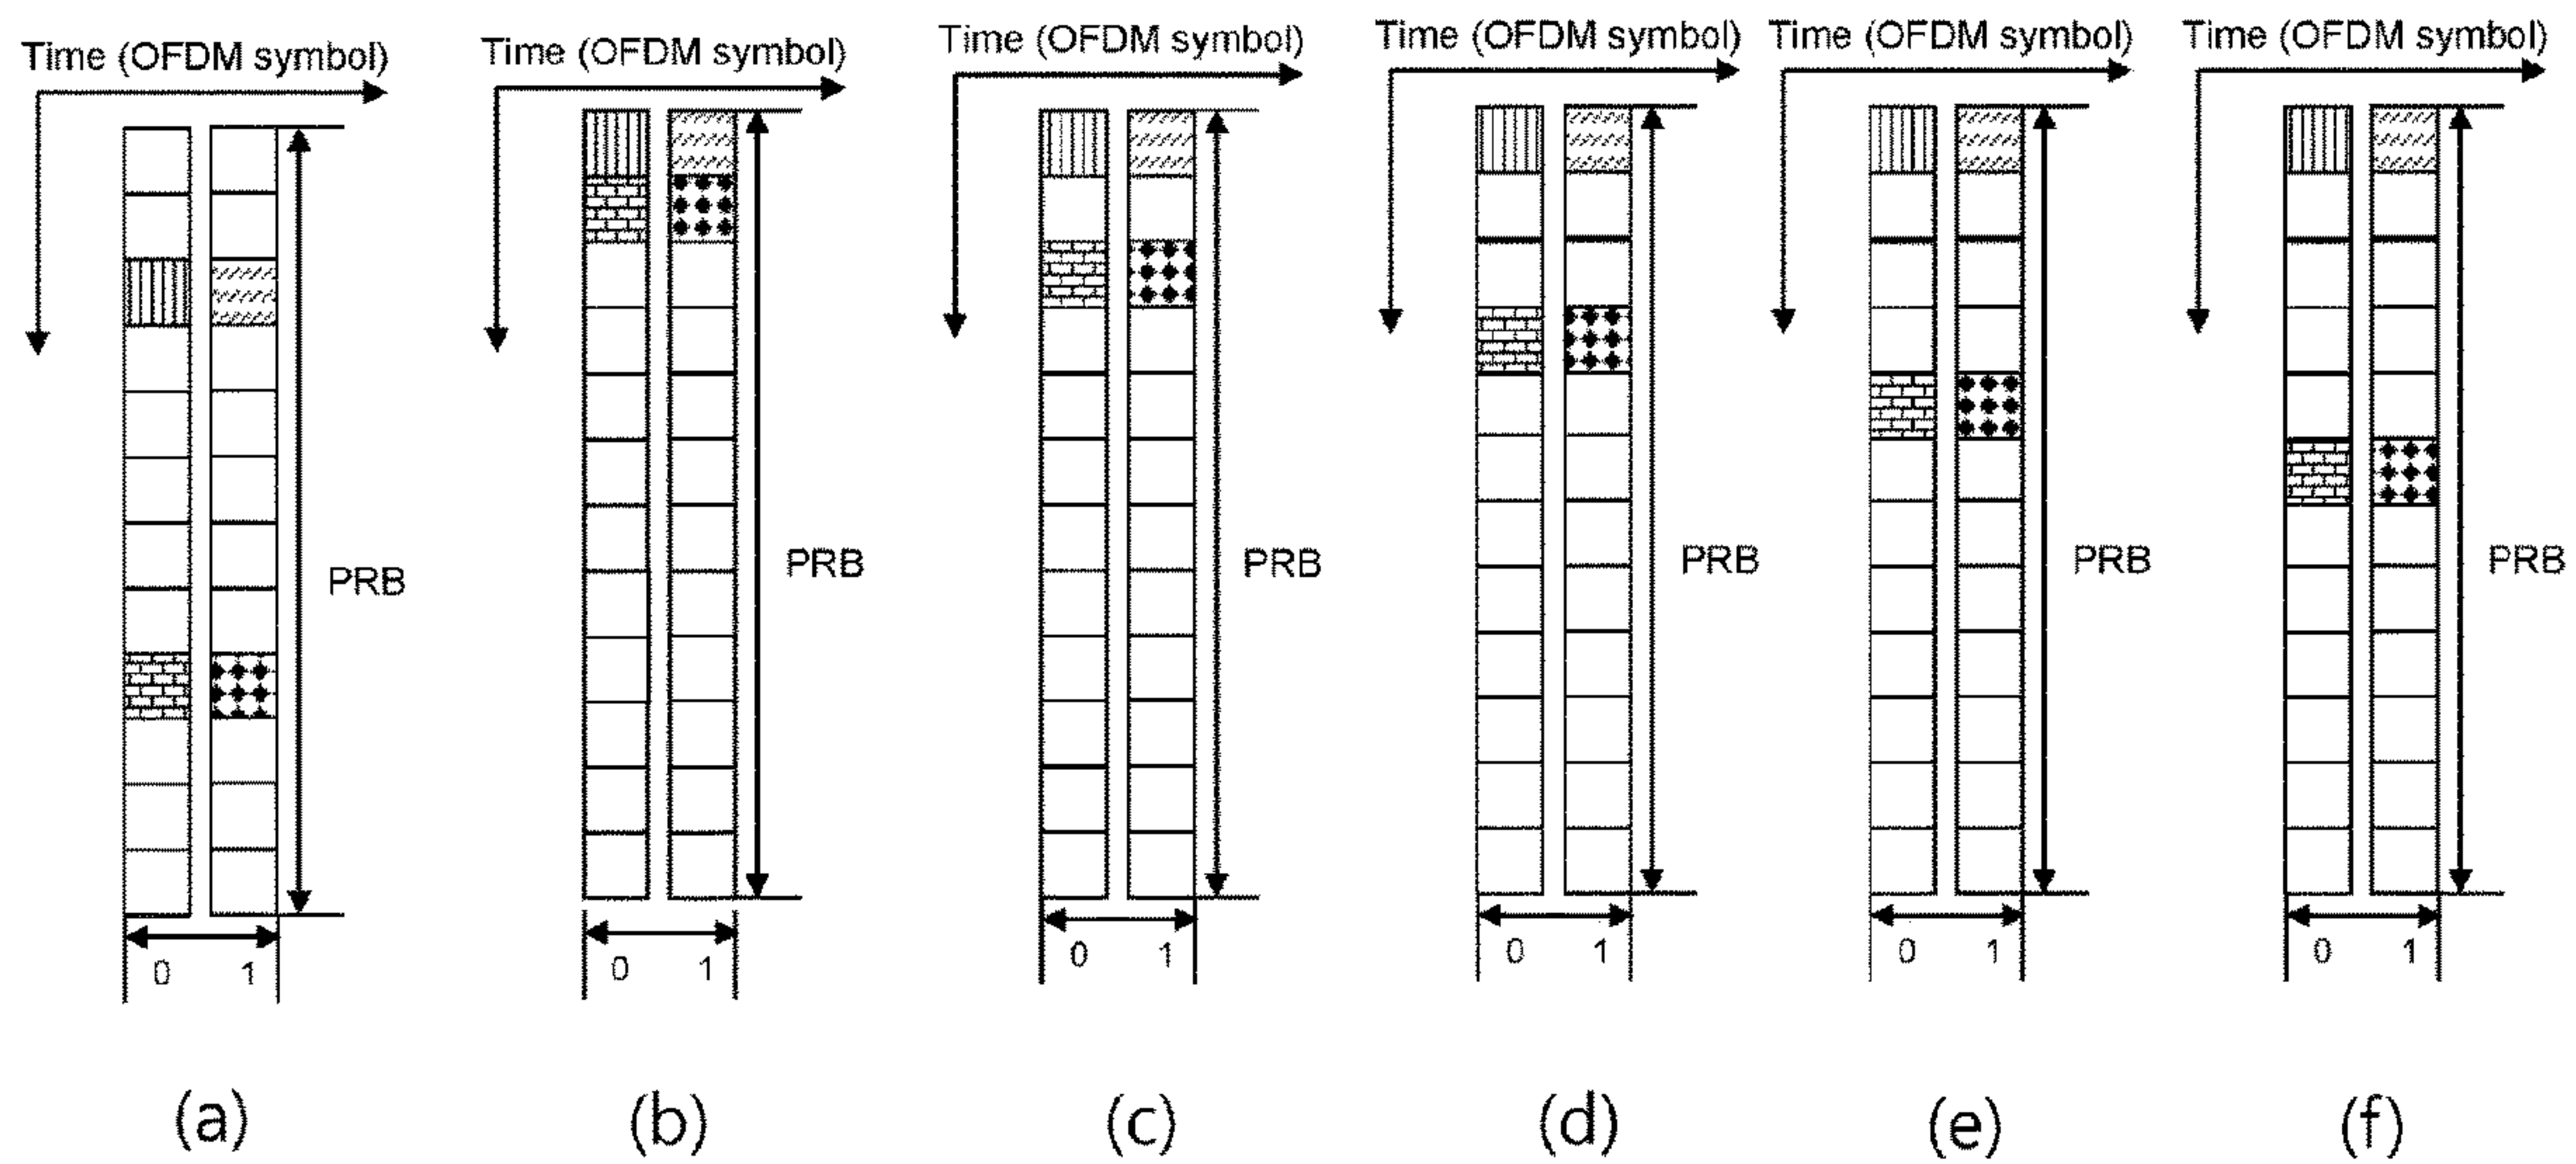 Time (OFDM symbol) Time (OFDM symbol) Time (OFDM symbol) Time (OFDM symbol) Time (OFDM symbol) Time (OFDM symbol)
PRB PRB PRB PRB PRB PRB
0 1 0 1 0 1 0 1 0 1 0 1
(a) (b) (c) (d) (e) (f)